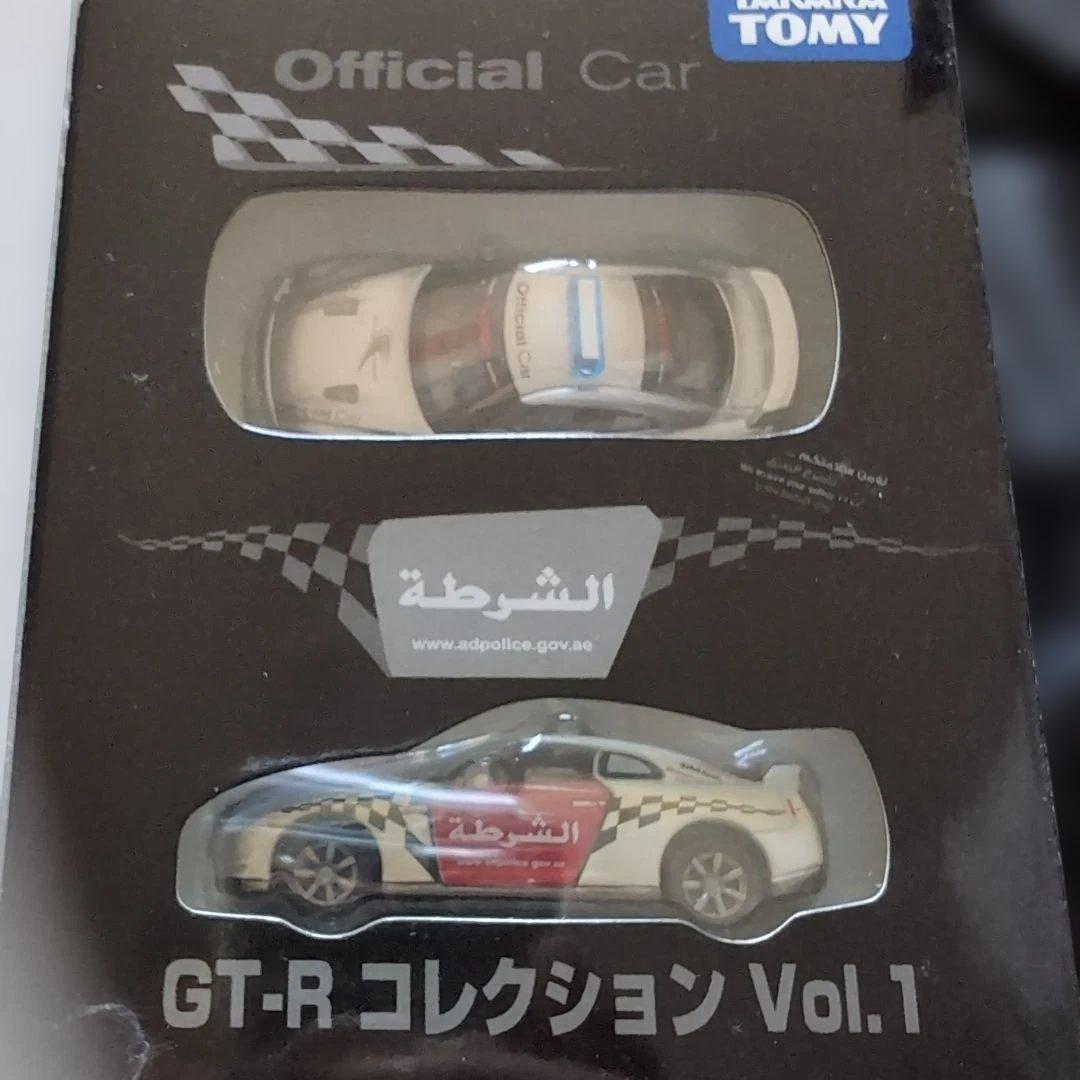 TAKARA
TOMY
Official Car
Official Car
الشرطة
www.adpolice.gov.ae
الشرطة
GT-R コレクション Vol.1